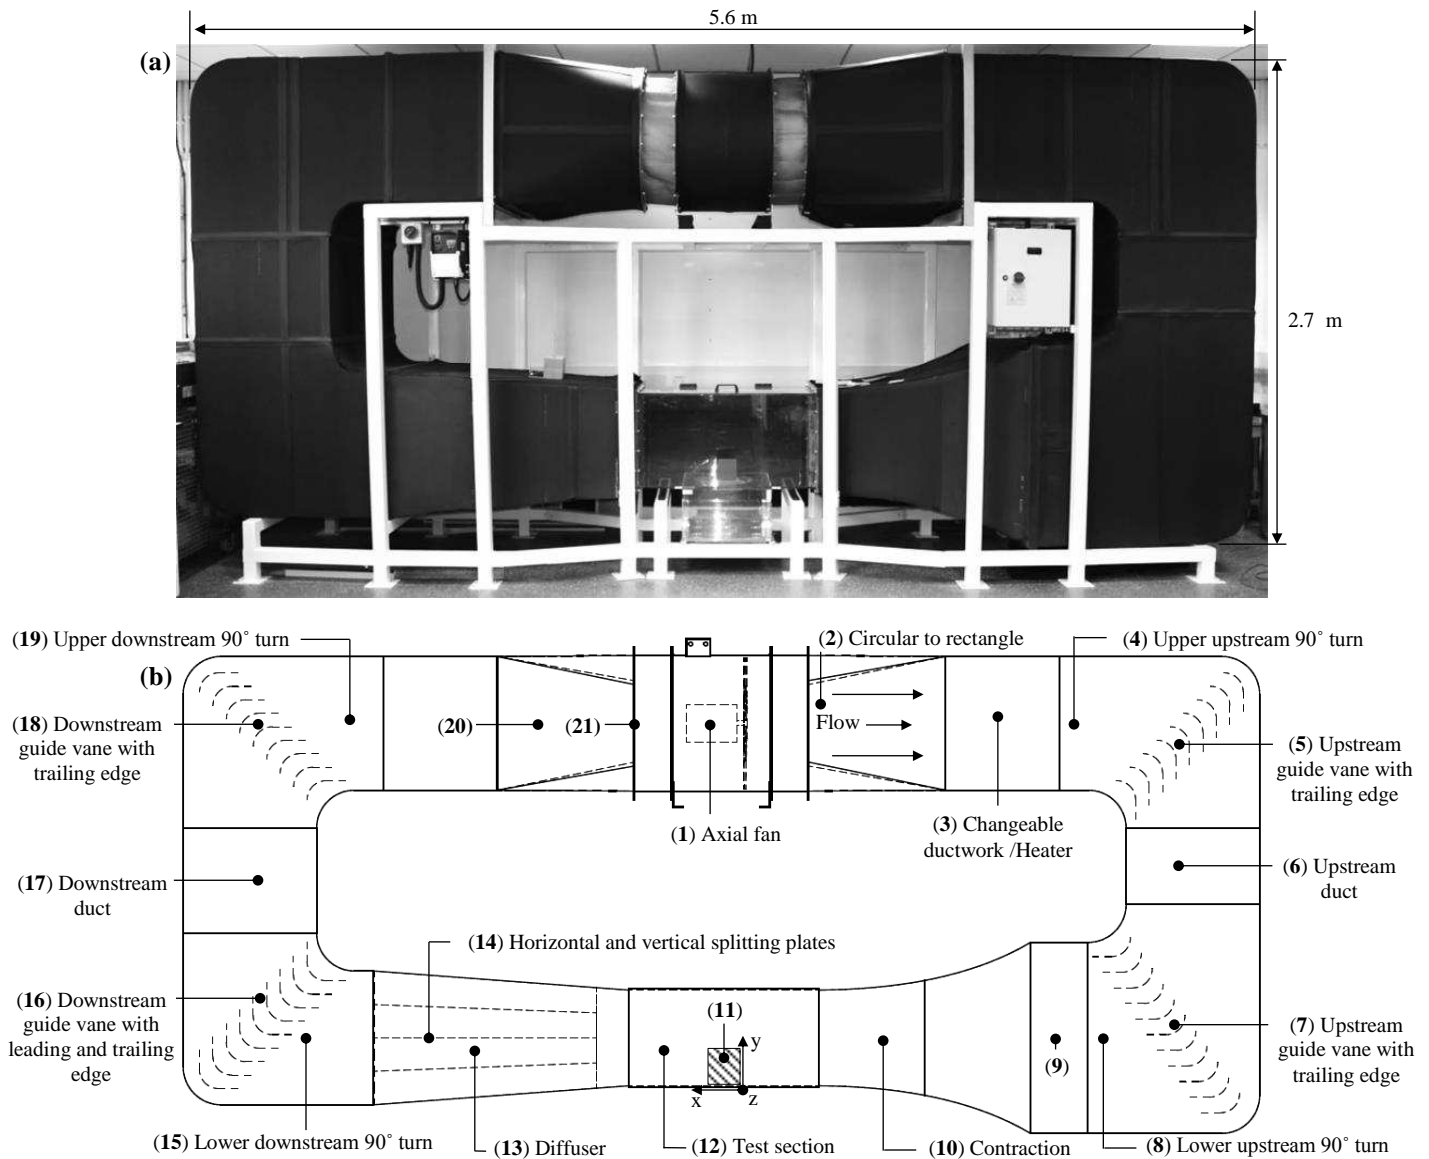 5.6 m
(a)
2.7 m
(19) Upper downstream 90˚ turn
(2) Circular to rectangle
(4) Upper upstream 90˚ turn
(b)
(18) Downstream
guide vane with
trailing edge
(20)
(21)
Flow
(5) Upstream
guide vane with
trailing edge
(1) Axial fan
(3) Changeable
ductwork /Heater
(17) Downstream
duct
(6) Upstream
duct
(14) Horizontal and vertical splitting plates
(16) Downstream
guide vane with
leading and trailing
edge
(11)
y
x
z
(9)
(7) Upstream
guide vane with
trailing edge
(15) Lower downstream 90˚ turn
(13) Diffuser
(12) Test section
(10) Contraction
(8) Lower upstream 90˚ turn